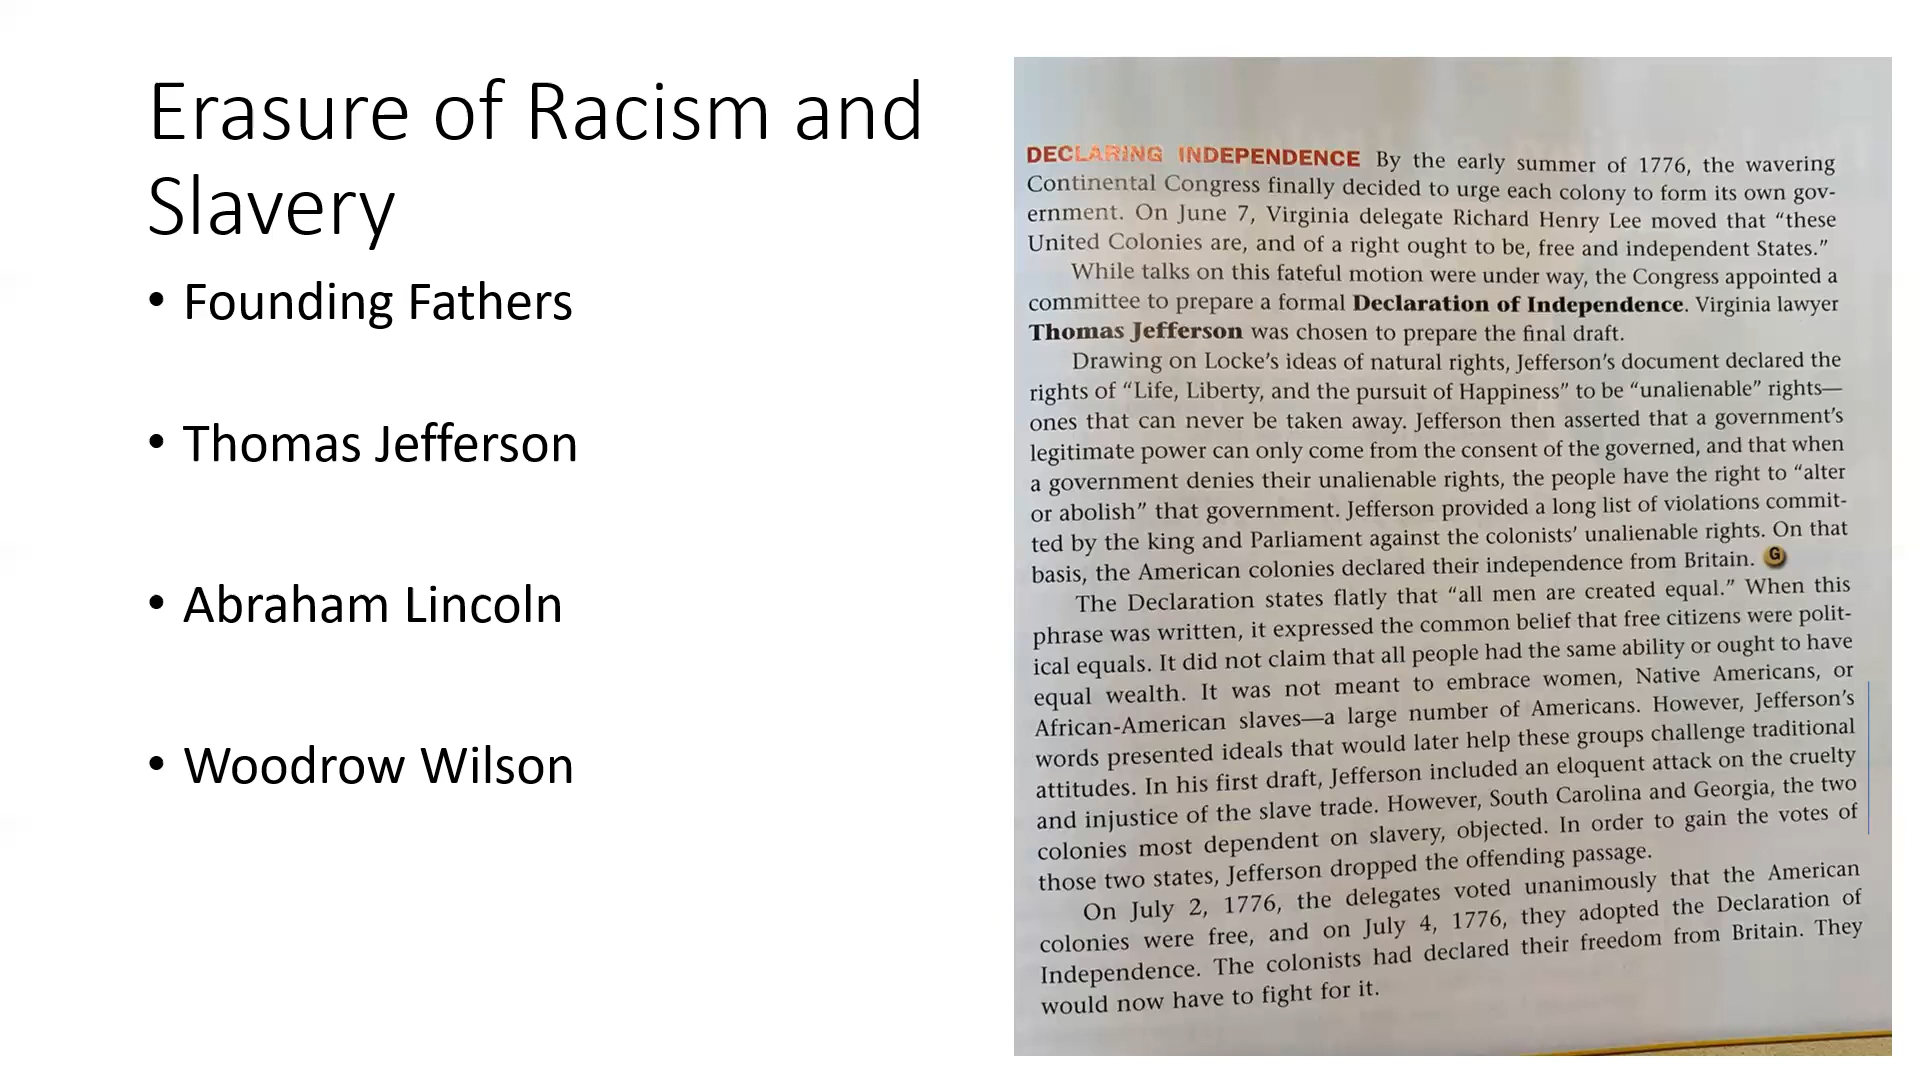 Erasure of Racism and
Slavery
• Founding Fathers
• Thomas Jefferson
• Abraham Lincoln
• Woodrow Wilson
DECLARING INDEPENDENCE By the early summer of 1776, the wavering
Continental Congress finally decided to urge each colony to form its own gov-
ernment. On June 7, Virginia delegate Richard Henry Lee moved that “these
United Colonies are, and of a right ought to be, free and independent States.”
While talks on this fateful motion were under way, the Congress appointed a
committee to prepare a formal Declaration of Independence. Virginia lawyer
Thomas Jefferson was chosen to prepare the final draft.
Drawing on Locke’s ideas of natural rights, Jefferson’s document declared the
rights of “Life, Liberty, and the pursuit of Happiness” to be “unalienable” rights—
ones that can never be taken away. Jefferson then asserted that a government’s
legitimate power can only come from the consent of the governed, and that when
a government denies their unalienable rights, the people have the right to “alter
or abolish” that government. Jefferson provided a long list of violations commit-
ted by the king and Parliament against the colonists’ unalienable rights. On that
basis, the American colonies declared their independence from Britain. G
The Declaration states flatly that “all men are created equal.” When this
phrase was written, it expressed the common belief that free citizens were polit-
ical equals. It did not claim that all people had the same ability or ought to have
equal wealth. It was not meant to embrace women, Native Americans, or
African-American slaves—a large number of Americans. However, Jefferson’s
words presented ideals that would later help these groups challenge traditional
attitudes. In his first draft, Jefferson included an eloquent attack on the cruelty
and injustice of the slave trade. However, South Carolina and Georgia, the two
colonies most dependent on slavery, objected. In order to gain the votes of
those two states, Jefferson dropped the offending passage.
On July 2, 1776, the delegates voted unanimously that the American
colonies were free, and on July 4, 1776, they adopted the Declaration of
Independence. The colonists had declared their freedom from Britain. They
would now have to fight for it.